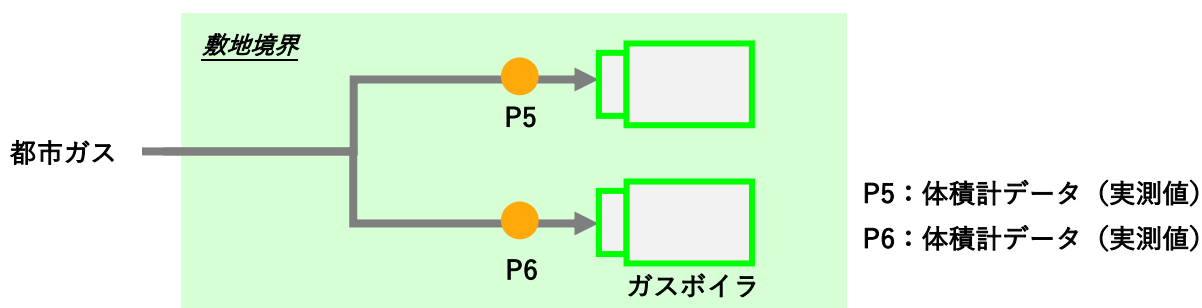 敷地境界
P5
都市ガス
P5：体積計データ（実測値）
P6：体積計データ（実測値）
P6
ガスボイラ